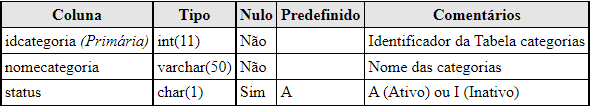 Coluna Tipo Nulo Predefinido Comentários
idcategoria (Primária) int(11) Não Identificador da Tabela categorias
nomecategoria varchar(50) Não Nome das categorias
status char(1) Sim A A (Ativo) ou I (Inativo)